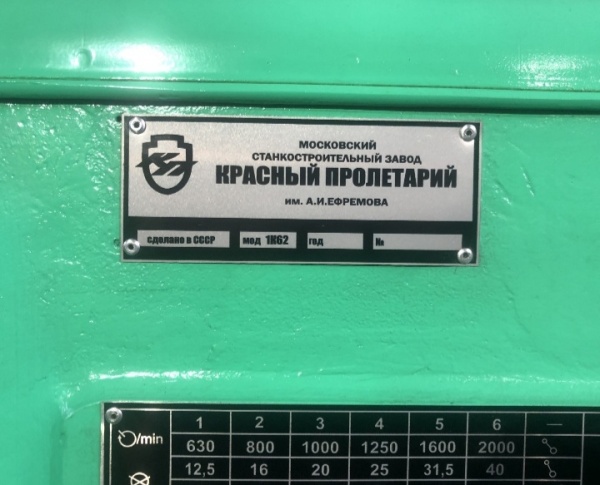 МОСКОВСКИЙ
СТАНКОСТРОИТЕЛЬНЫЙ ЗАВОД
КРАСНЫЙ ПРОЛЕТАРИЙ
им. А.И.ЕФРЕМОВА
сделано в СССР мод 1К62 год №
1 2 3 4 5 6 —
/min 630 800 1000 1250 1600 2000
12,5 16 20 25 31,5 40